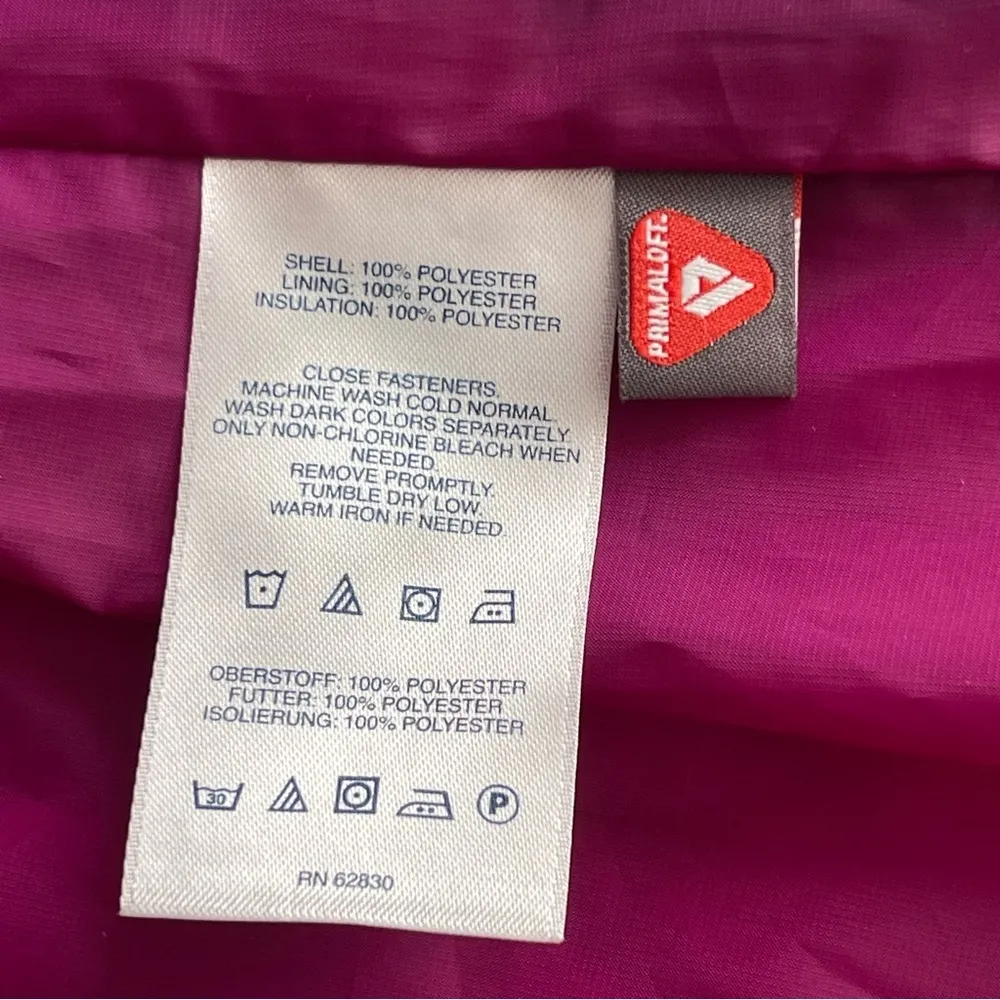 SHELL: 100% POLYESTER
LINING: 100% POLYESTER
INSULATION: 100% POLYESTER
CLOSE FASTENERS.
MACHINE WASH COLD NORMAL
WASH DARK COLORS SEPARATELY
ONLY NON-CHLORINE BLEACH WHEN
NEEDED.
REMOVE PROMPTLY.
TUMBLE DRY LOW.
WARM IRON IF NEEDED
OBERSTOFF: 100% POLYESTER
FUTTER: 100% POLYESTER
ISOLIERUNG: 100% POLYESTER
30
P
RN 62830
PRIMALOFT.